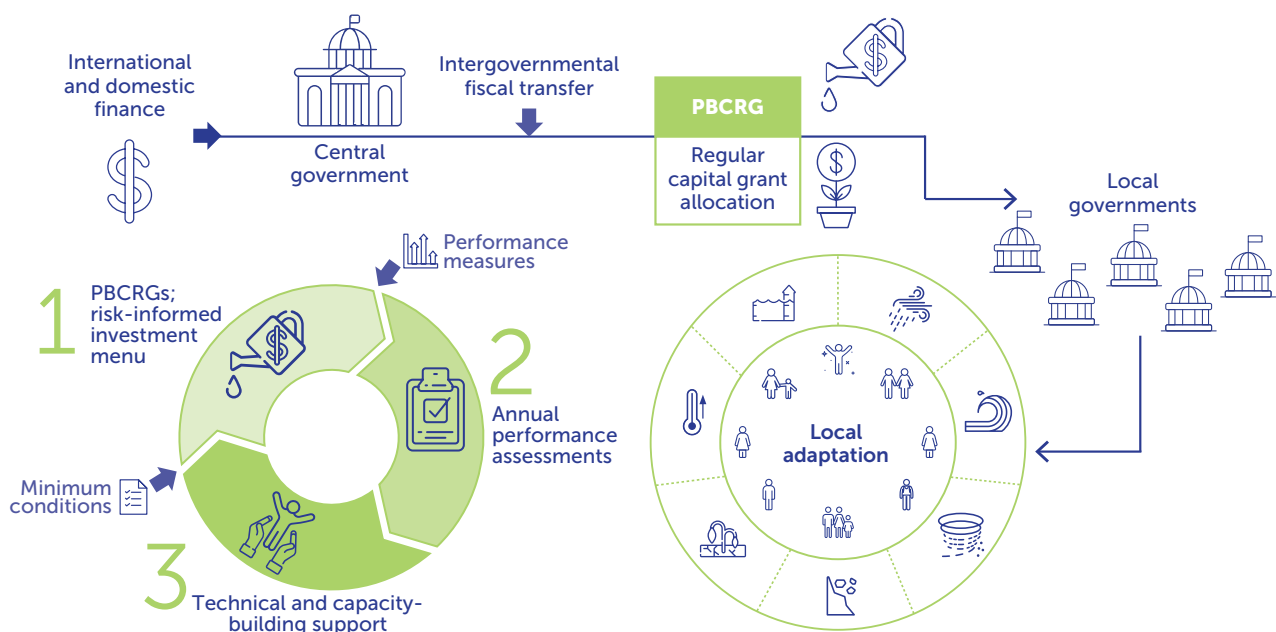 International
and domestic
finance
Central
government
Intergovernmental
fiscal transfer
PBCRG
Regular
capital grant
allocation
Local
governments
Performance
measures
1
PBCRGs;
risk-informed
investment
menu
2
Annual
performance
assessments
Minimum
conditions
3
Technical and capacity-
building support
Local
adaptation